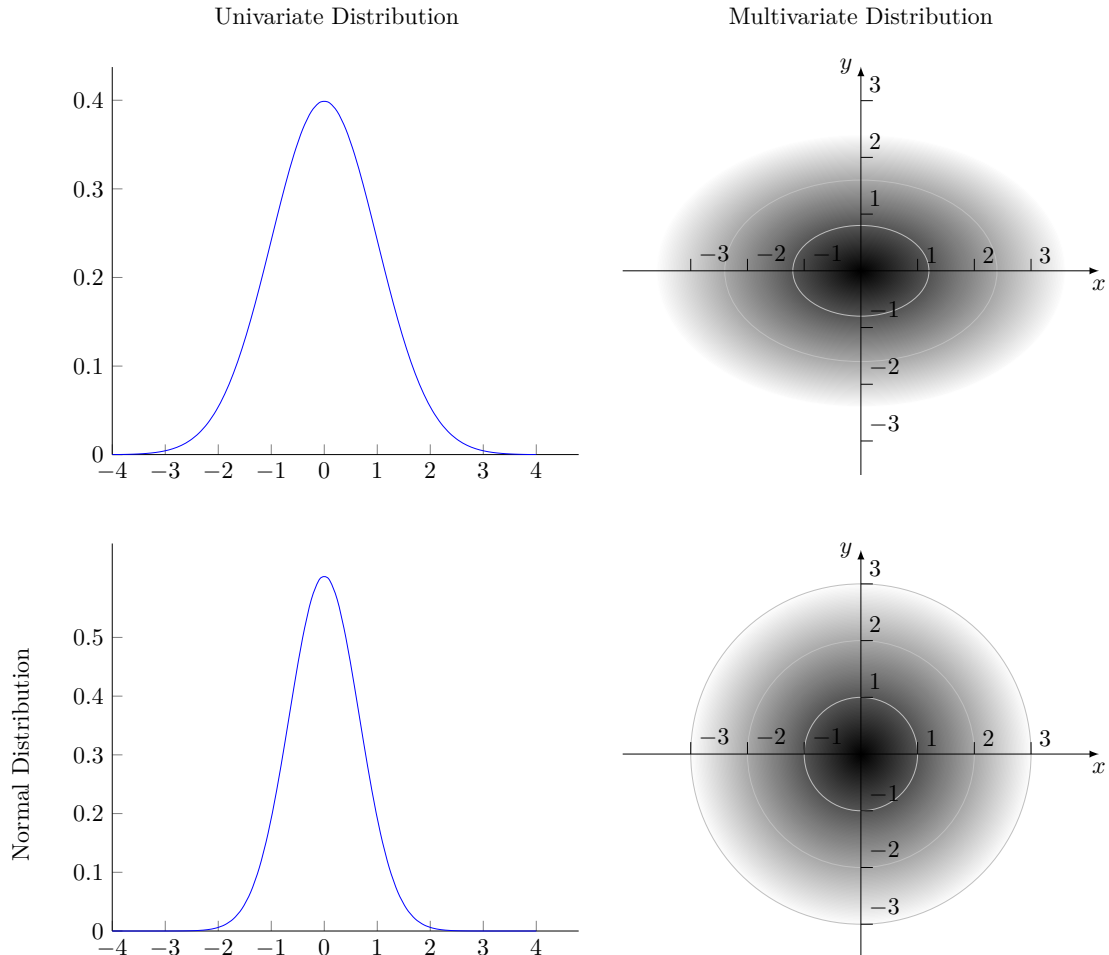 Univariate Distribution
Multivariate Distribution
0.4
0.3
0.2
0.1
0
−4 −3 −2 −1 0 1 2 3 4
y
3
2
1
−3 −2 −1 1 2 3
x
−1
−2
−3
Normal Distribution
0.5
0.4
0.3
0.2
0.1
0
−4 −3 −2 −1 0 1 2 3 4
y
3
2
1
−3 −2 −1 1 2 3
x
−1
−2
−3